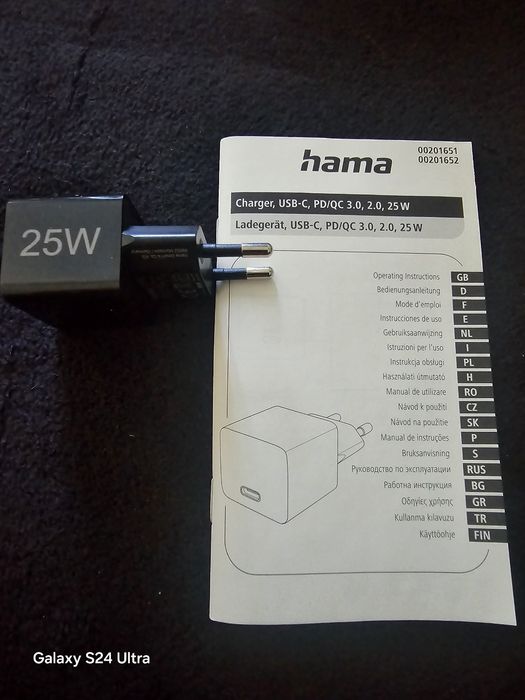 25W
hama
00201651
00201652
Charger, USB-C, PD/QC 3.0, 2.0, 25 W
Ladegerät, USB-C, PD/QC 3.0, 2.0, 25 W
Operating Instructions GB
Bedienungsanleitung D
Mode d'emploi F
Instrucciones de uso E
Gebruiksaanwijzing NL
Istruzioni per l'uso I
Instrukcja obsługi PL
Használati útmutató H
Manual de utilizare RO
Návod k použití CZ
Návod na použitie SK
Manual de instruções P
Bruksanvisning S
Руководство по эксплуатации RUS
Работна инструкция BG
Οδηγίες χρήσης GR
Kullanma kılavuzu TR
Käyttöohje FIN
Galaxy S24 Ultra